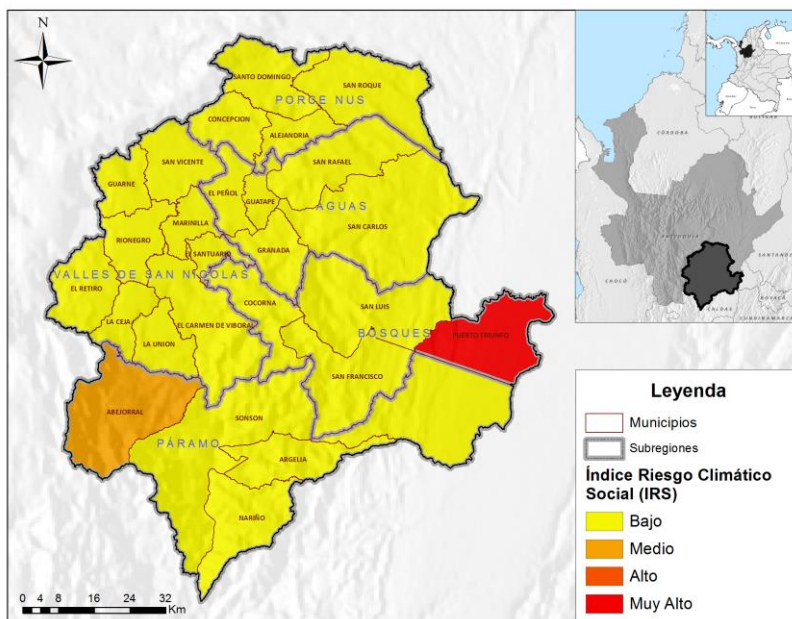 N
SANTO DOMINGO
SAN ROQUE
PORCE NUS
CONCEPCION
ALEJANDRIA
SAN VICENTE
SAN RAFAEL
GUARNE
EL PEÑOL
GUATAPE
AGUAS
MARINILLA
SAN CARLOS
RIONEGRO
EL SANTUARIO
GRANADA
VALLES DE SAN NICOLAS
EL RETIRO
COCORNA
SAN LUIS
LA CEJA
EL CARMEN DE VIBORAL
BOSQUES
PUERTO TRIUNFO
LA UNION
SAN FRANCISCO
ABEJORRAL
SONSON
PÁRAMO
ARGELIA
NARIÑO
0 4 8 16 24 32
Km
CÓRDOBA
ANTIOQUIA
SANTANDER
CHOCÓ
BOYACÁ
CALDAS
CUNDINAMARCA
Leyenda
Municipios
Subregiones
Índice Riesgo Climático
Social (IRS)
Bajo
Medio
Alto
Muy Alto